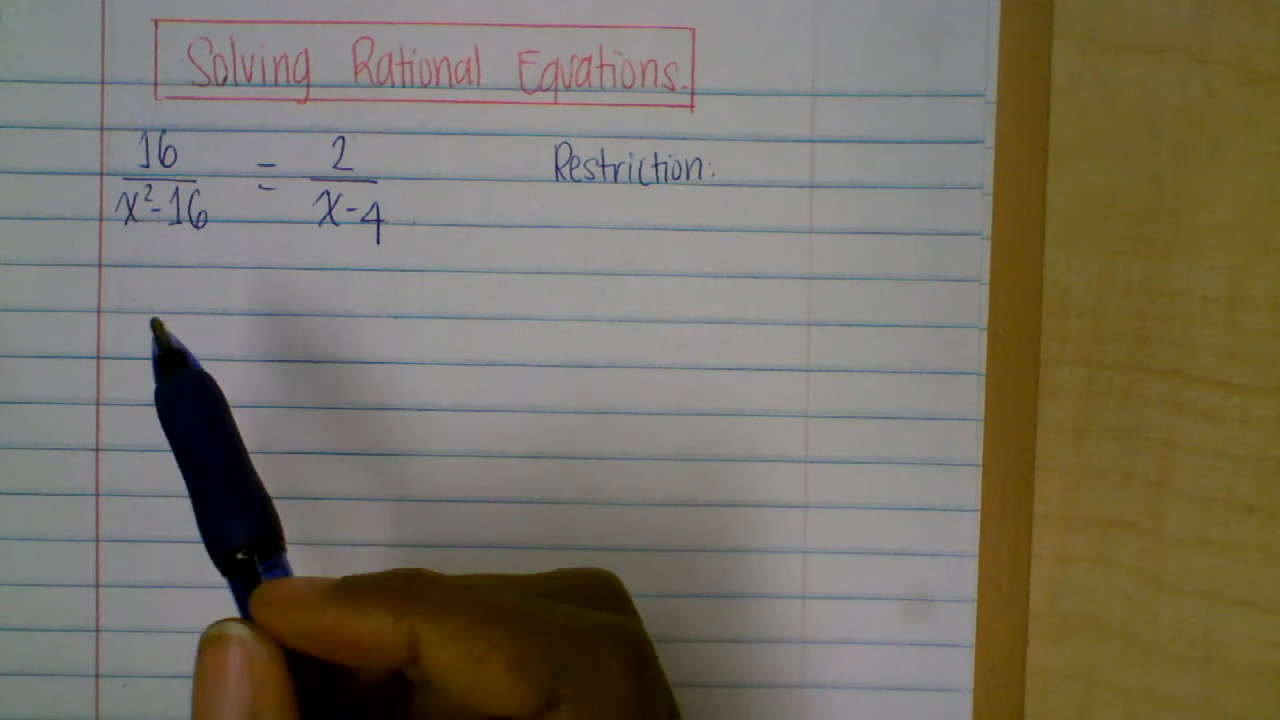 Solving Rational Equations.
16/(x²-16) = 2/(x-4)
Restriction: